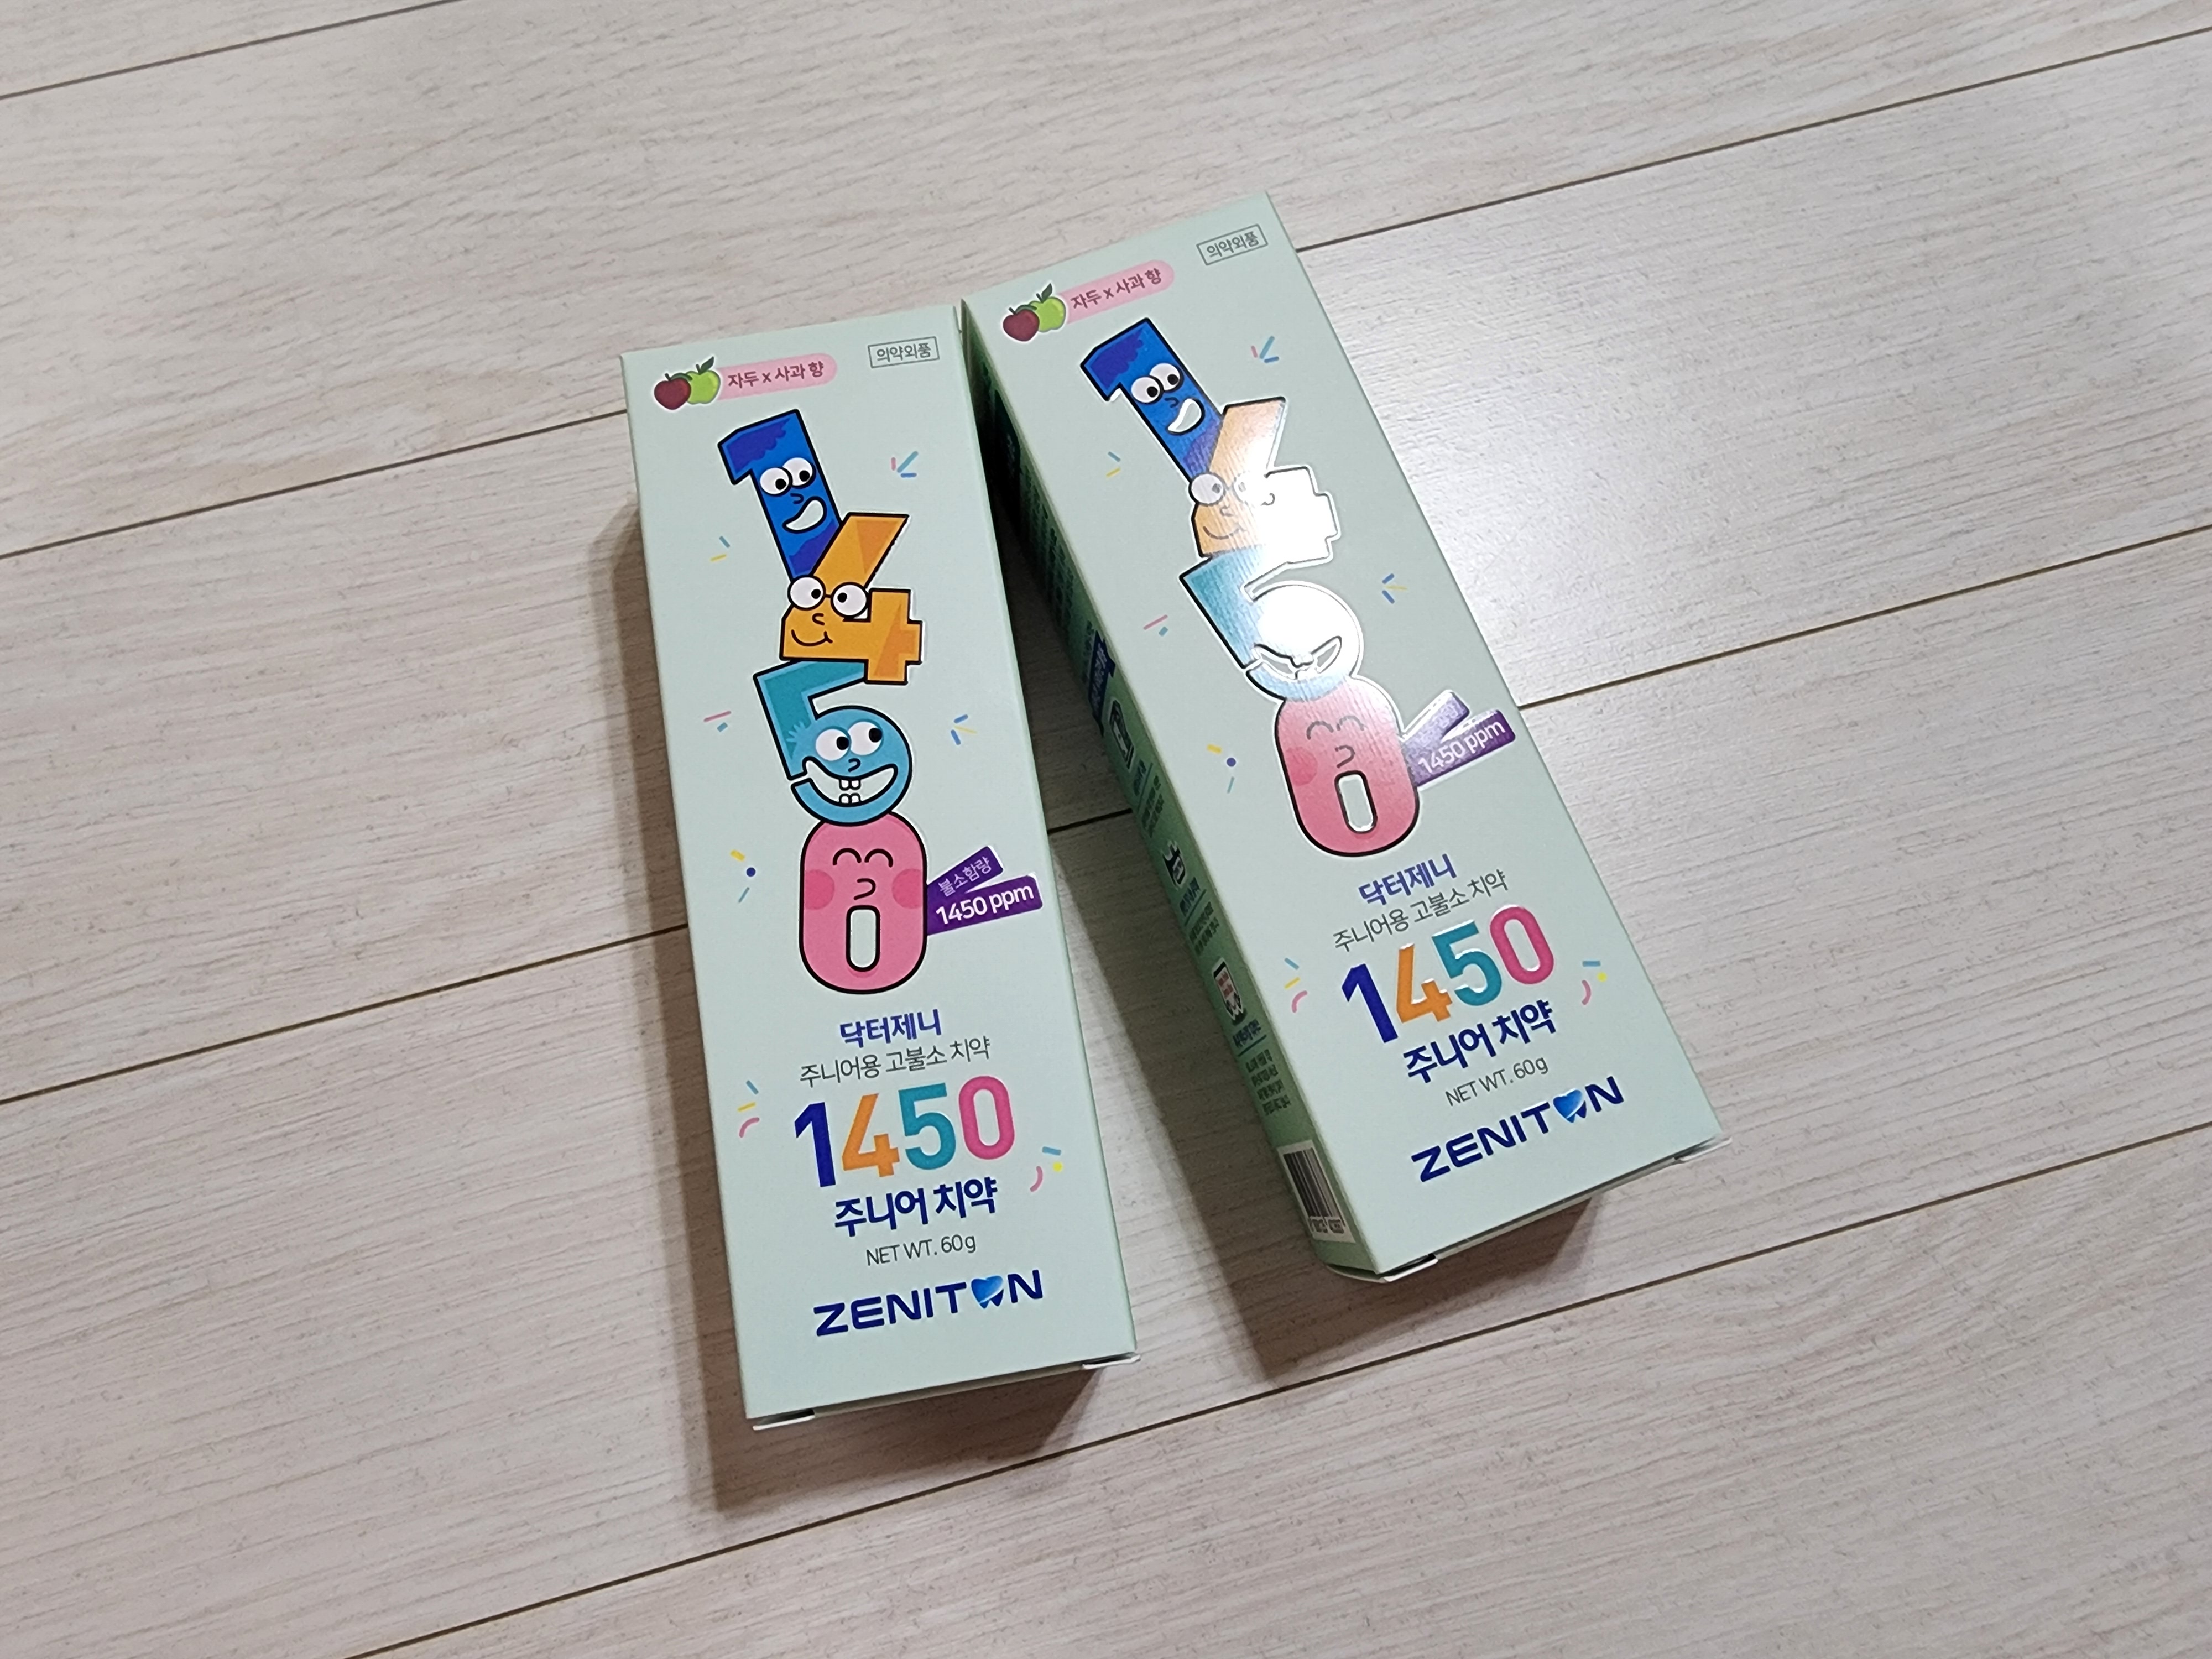 자두 x 사과 향
의약외품
1450
불소함량
1450 ppm
닥터제니
주니어용 고불소 치약
1450
주니어 치약
NET WT. 60g
ZENITON
자두 x 사과 향
의약외품
1450
1450 ppm
닥터제니
주니어용 고불소 치약
1450
주니어 치약
NET WT. 60g
ZENITON